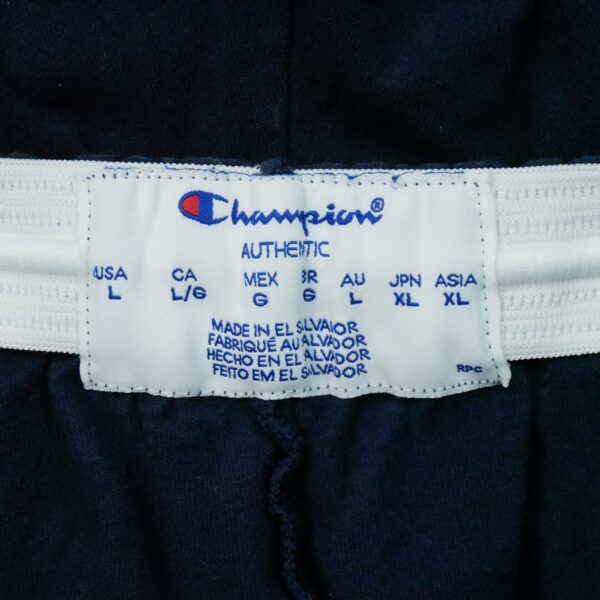 Champion®
AUTHENTIC
USA CA MEX BR AU JPN ASIA
L L/G G G L XL XL
MADE IN EL SALVADOR
FABRIQUÉ AU SALVADOR
HECHO EN EL SALVADOR
FEITO EM EL SALVADOR
RPC